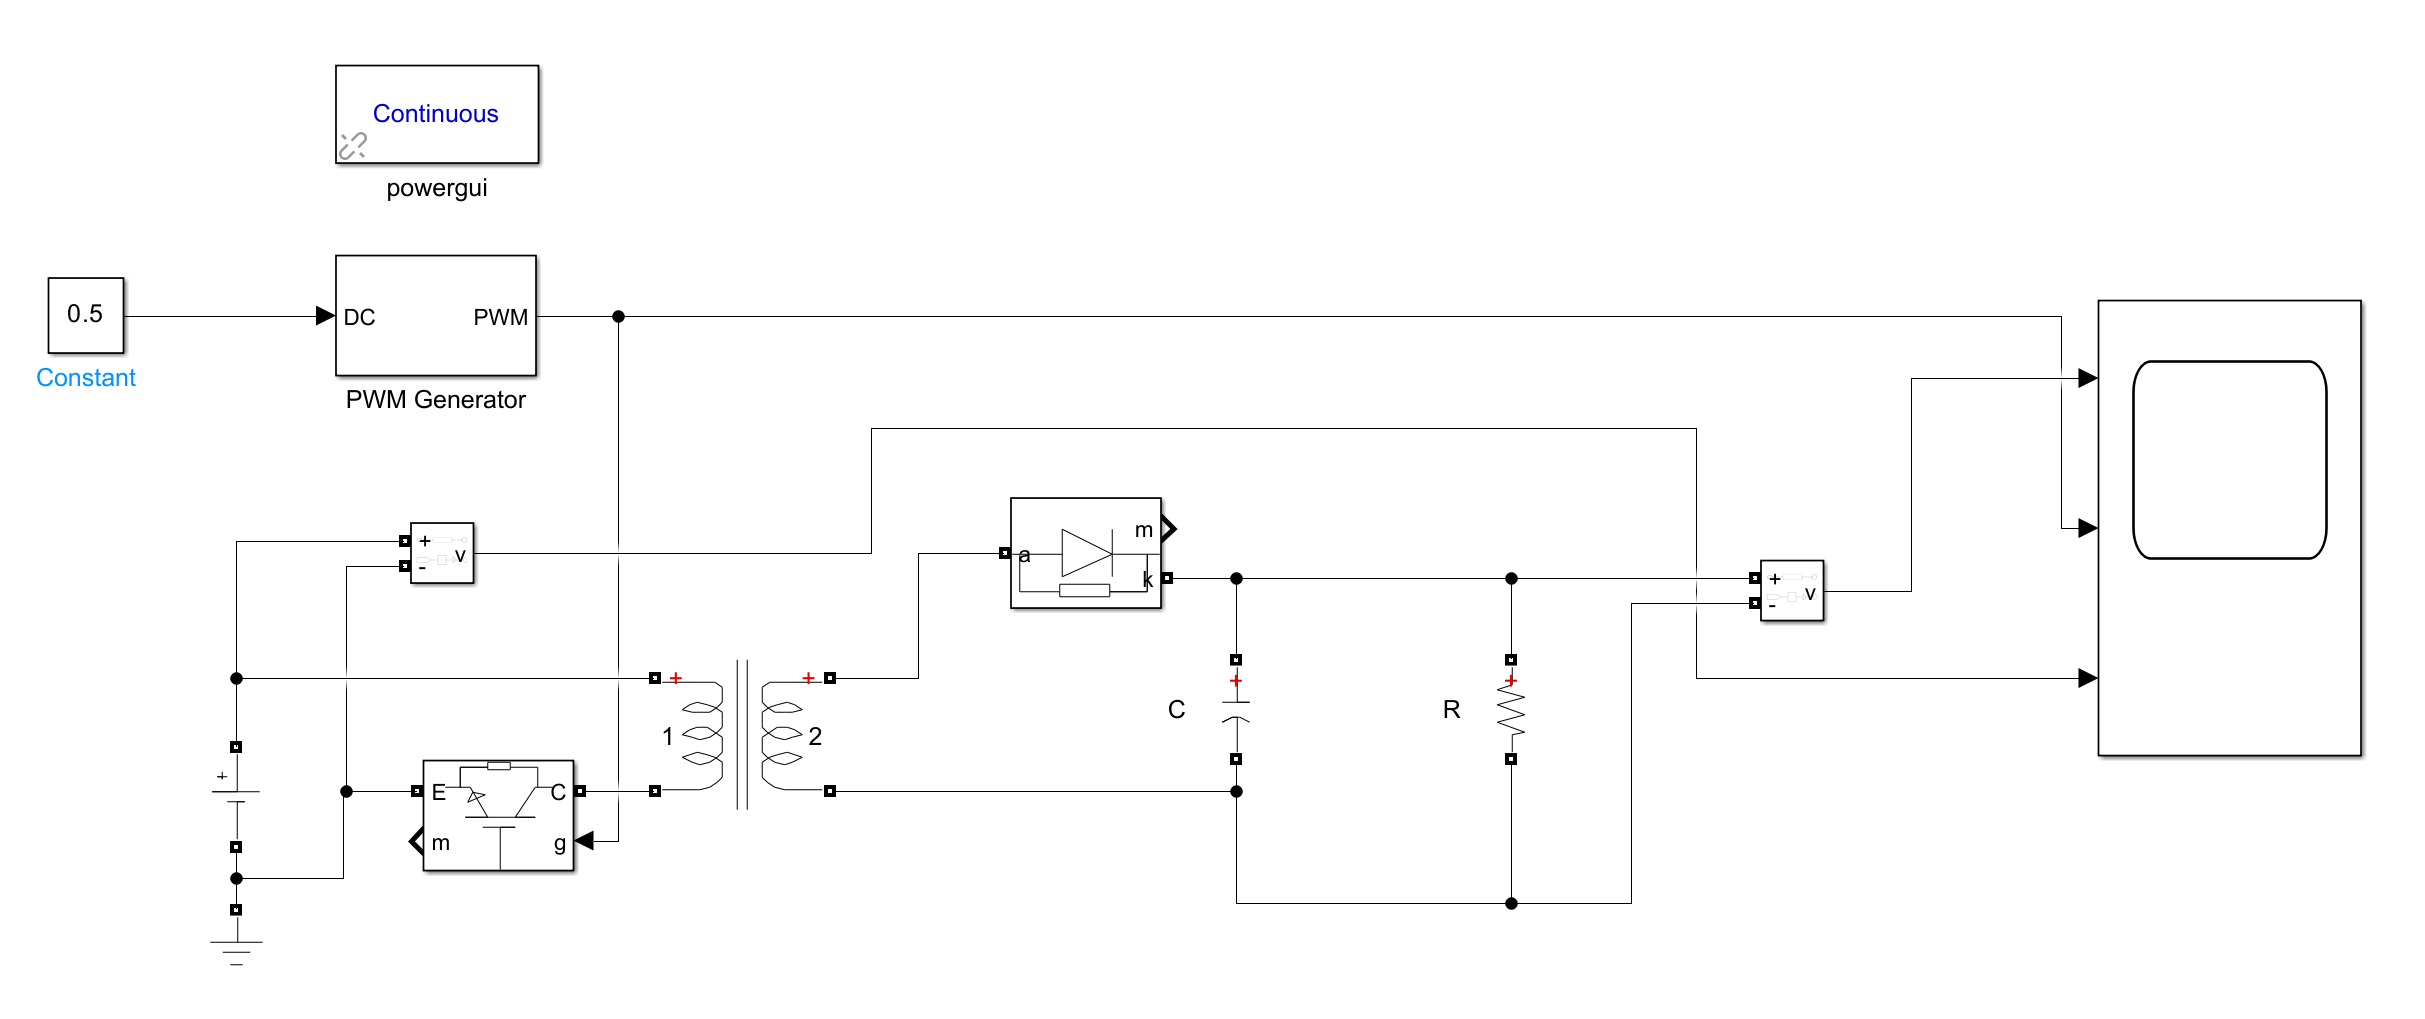 Continuous
powergui
0.5
Constant
DC PWM
PWM Generator
+
-
v
a
m
k
+
-
v
+ +
1 2
+
C
+
R
+
E C
m g